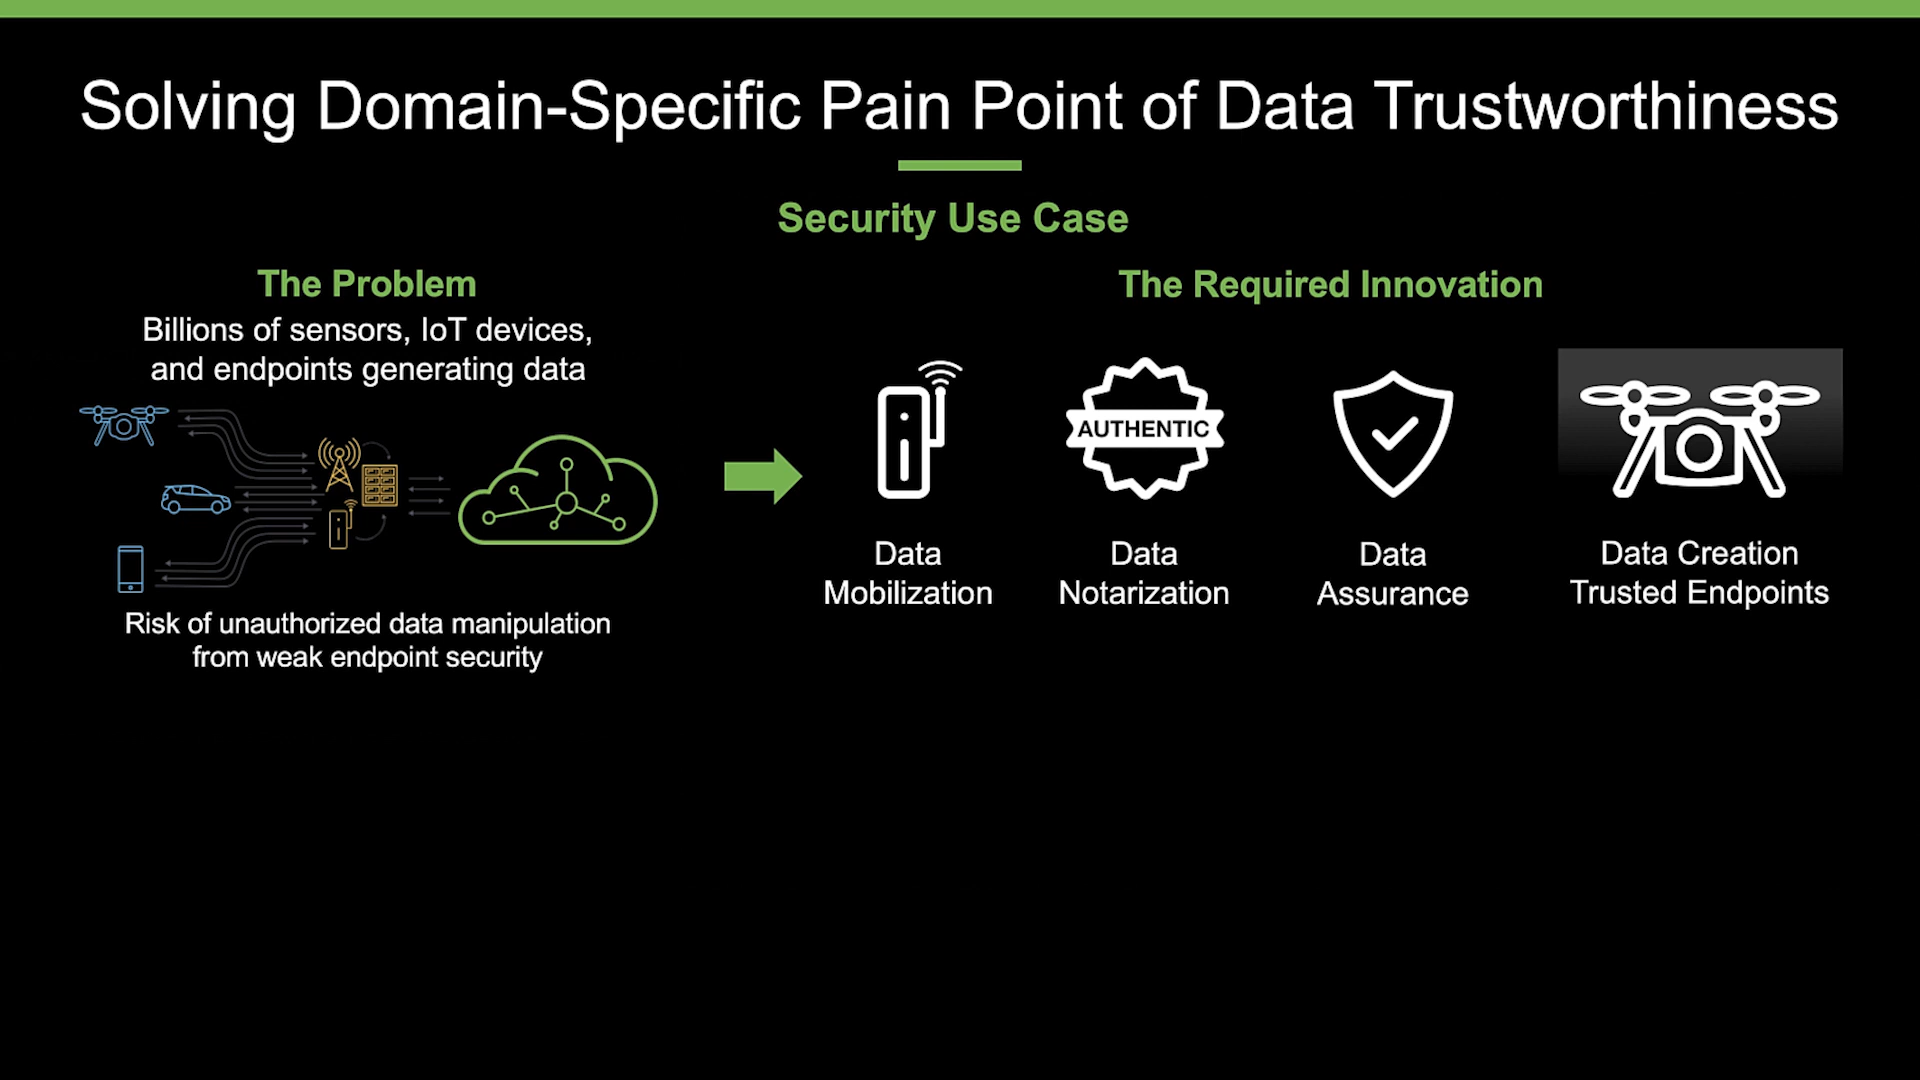 Solving Domain-Specific Pain Point of Data Trustworthiness
Security Use Case
The Problem
Billions of sensors, IoT devices,
and endpoints generating data
Risk of unauthorized data manipulation
from weak endpoint security
The Required Innovation
AUTHENTIC
Data
Mobilization
Data
Notarization
Data
Assurance
Data Creation
Trusted Endpoints